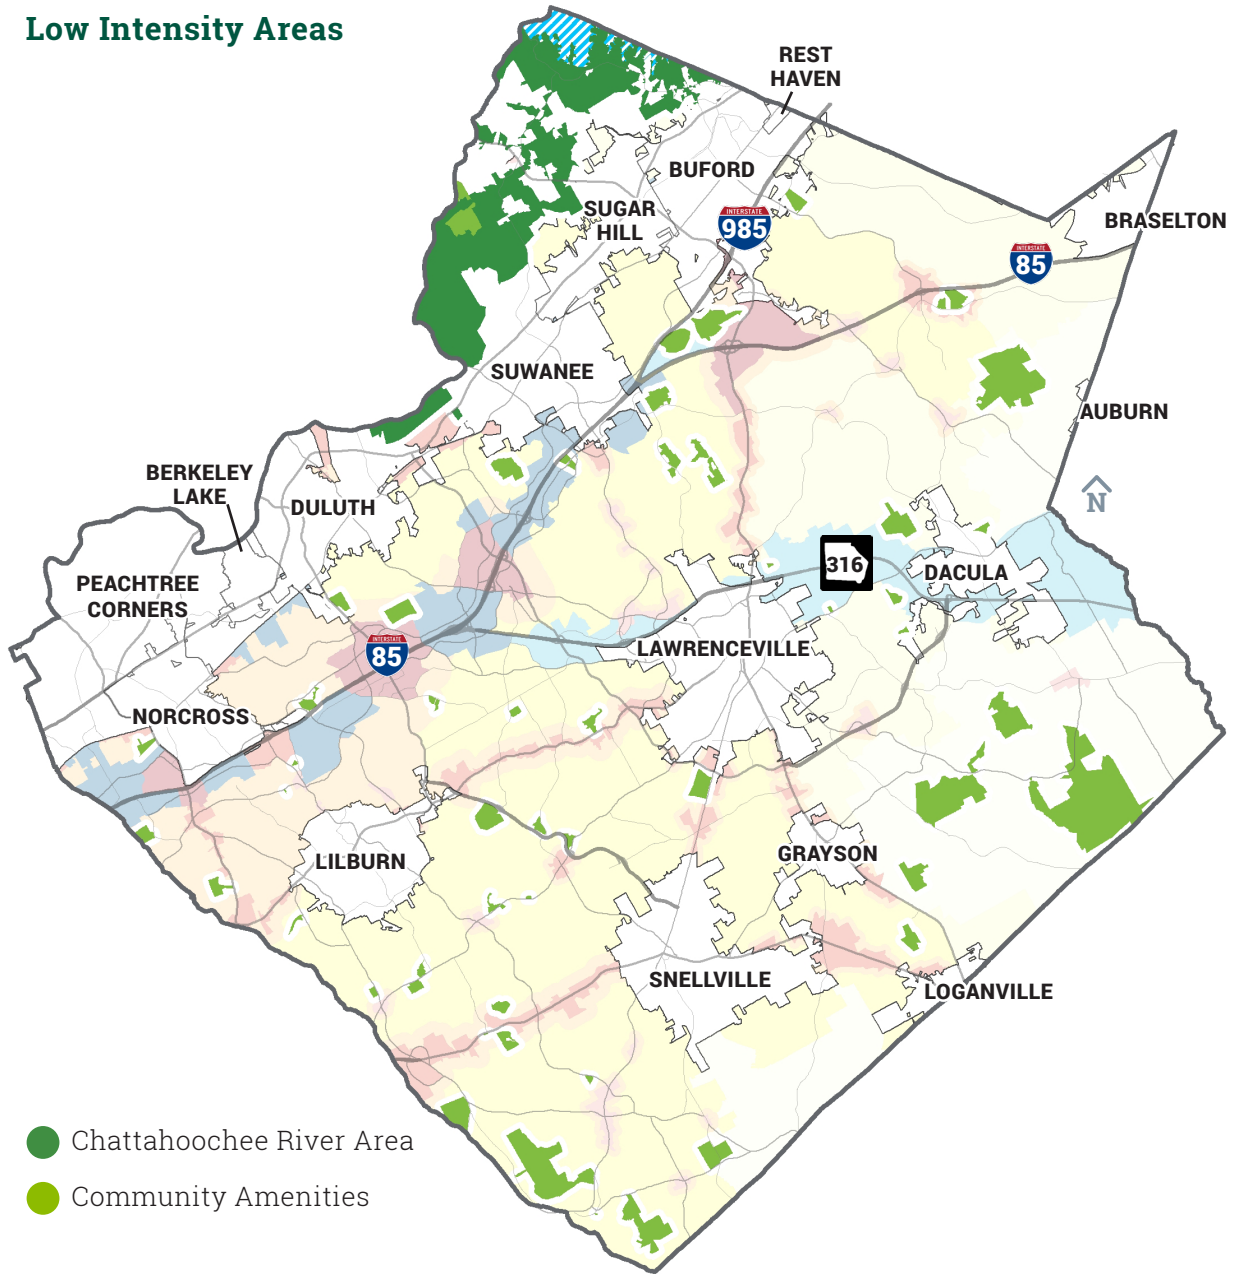 Low Intensity Areas
REST
HAVEN
BUFORD
SUGAR
HILL
INTERSTATE
985
BRASELTON
INTERSTATE
85
SUWANEE
AUBURN
BERKELEY
LAKE
DULUTH
N
316
DACULA
PEACHTREE
CORNERS
INTERSTATE
85
LAWRENCEVILLE
NORCROSS
LILBURN
GRAYSON
SNELLVILLE
LOGANVILLE
Chattahoochee River Area
Community Amenities